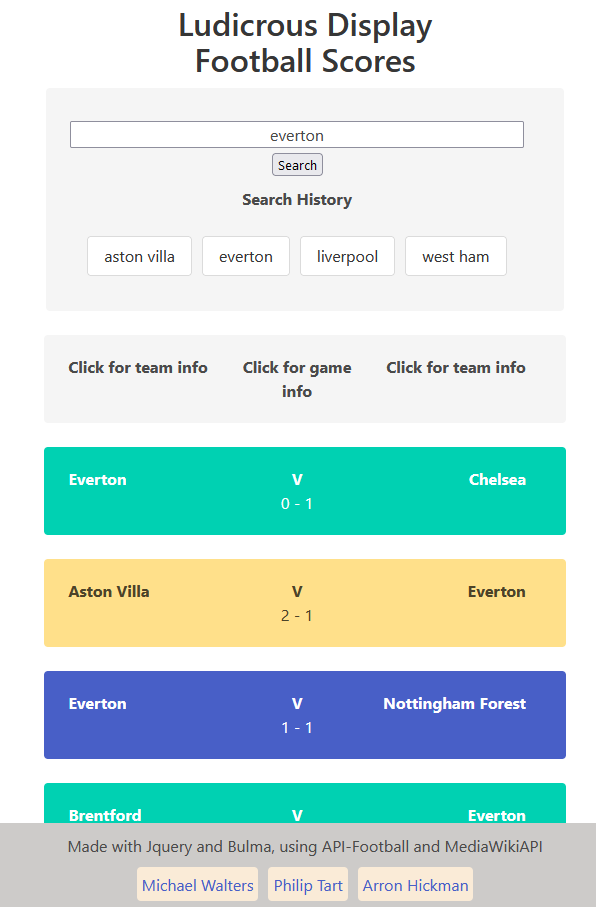 Ludicrous Display
Football Scores
everton
Search
Search History
aston villa everton liverpool west ham
Click for team info Click for game info Click for team info
Everton V Chelsea
0 - 1
Aston Villa V Everton
2 - 1
Everton V Nottingham Forest
1 - 1
Brentford V Everton
Made with Jquery and Bulma, using API-Football and MediaWikiAPI
Michael Walters Philip Tart Arron Hickman